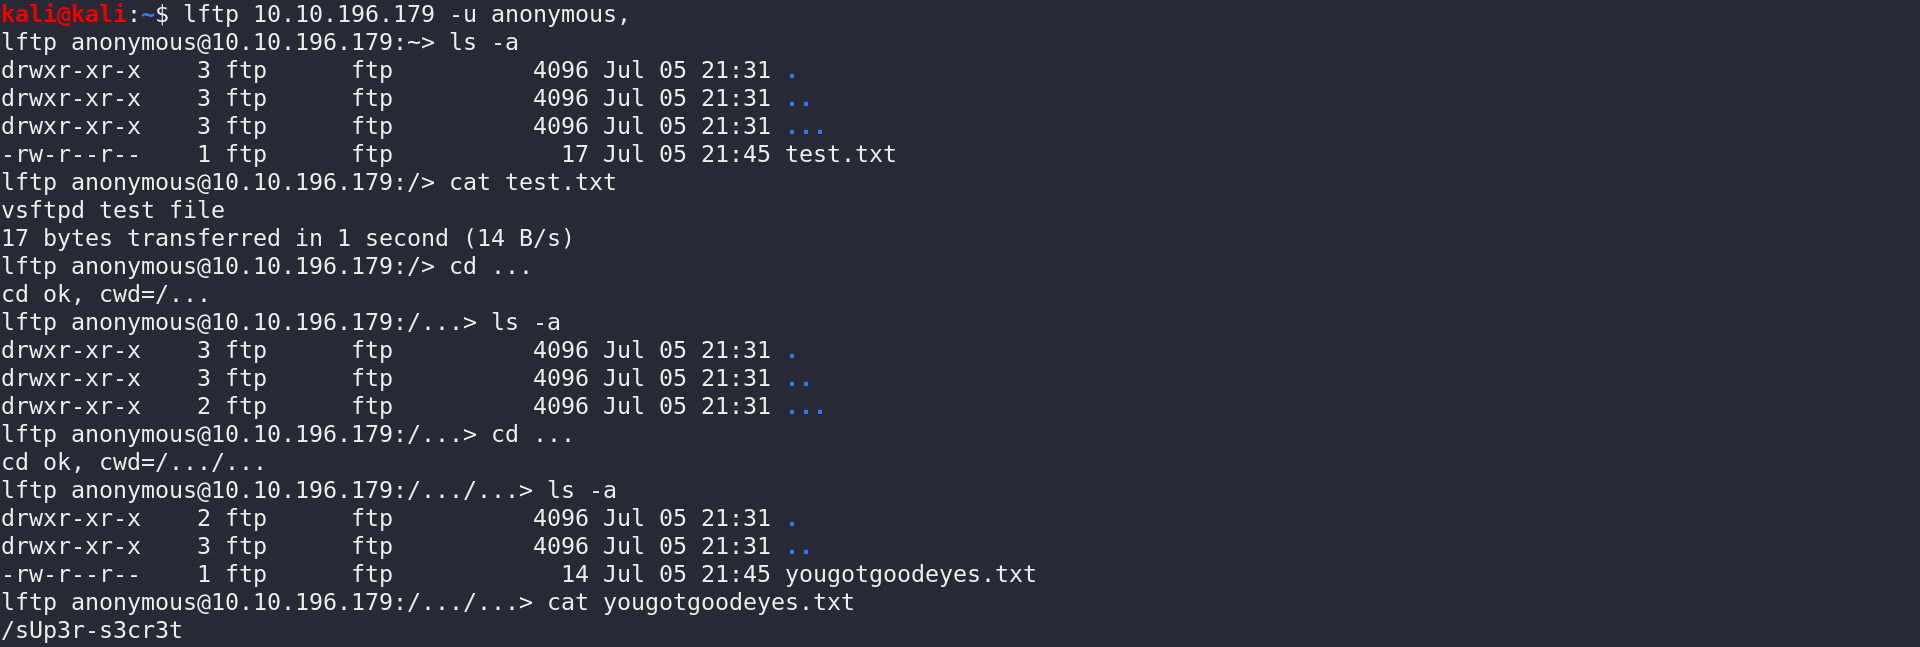 kali@kali:~$ lftp 10.10.196.179 -u anonymous,
lftp anonymous@10.10.196.179:~> ls -a
drwxr-xr-x    3 ftp      ftp          4096 Jul 05 21:31 .
drwxr-xr-x    3 ftp      ftp          4096 Jul 05 21:31 ..
drwxr-xr-x    3 ftp      ftp          4096 Jul 05 21:31 ...
-rw-r--r--    1 ftp      ftp            17 Jul 05 21:45 test.txt
lftp anonymous@10.10.196.179:/> cat test.txt
vsftpd test file
17 bytes transferred in 1 second (14 B/s)
lftp anonymous@10.10.196.179:/> cd ...
cd ok, cwd=/...
lftp anonymous@10.10.196.179:/...> ls -a
drwxr-xr-x    3 ftp      ftp          4096 Jul 05 21:31 .
drwxr-xr-x    3 ftp      ftp          4096 Jul 05 21:31 ..
drwxr-xr-x    2 ftp      ftp          4096 Jul 05 21:31 ...
lftp anonymous@10.10.196.179:/...> cd ...
cd ok, cwd=/.../...
lftp anonymous@10.10.196.179:/.../...> ls -a
drwxr-xr-x    2 ftp      ftp          4096 Jul 05 21:31 .
drwxr-xr-x    3 ftp      ftp          4096 Jul 05 21:31 ..
-rw-r--r--    1 ftp      ftp            14 Jul 05 21:45 yougotgoodeyes.txt
lftp anonymous@10.10.196.179:/.../...> cat yougotgoodeyes.txt
/sUp3r-s3cr3t